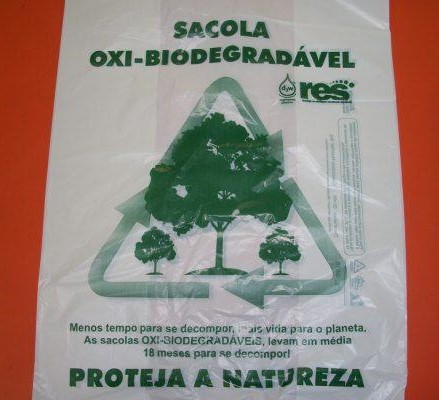 SACOLA
OXI-BIODEGRADÁVEL
d₂w
res
Menos tempo para se decompor, mais vida para o planeta.
As sacolas OXI-BIODEGRADÁVEIS, levam em média
18 meses para se decompor!
PROTEJA A NATUREZA